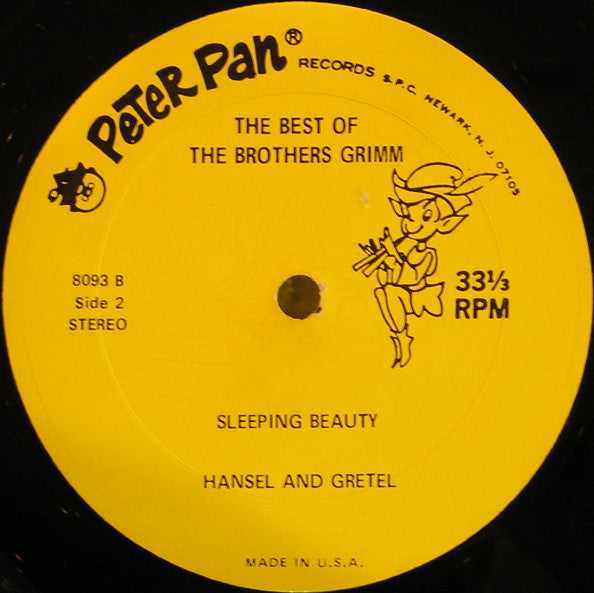 PETER PAN® RECORDS S.P.C. NEWARK, N. J. 07105
THE BEST OF
THE BROTHERS GRIMM
8093 B
Side 2
STEREO
33⅓
RPM
SLEEPING BEAUTY
HANSEL AND GRETEL
MADE IN U.S.A.